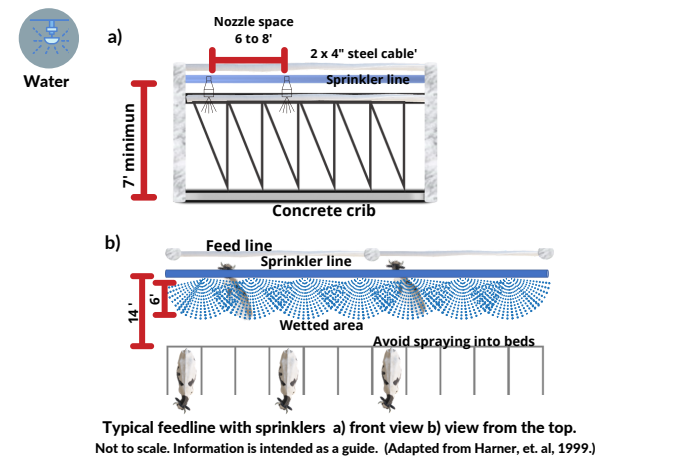 Water
a)
Nozzle space
6 to 8'
2 x 4" steel cable'
Sprinkler line
7' minimun
Concrete crib
b)
Feed line
Sprinkler line
14'
6'
Wetted area
Avoid spraying into beds
Typical feedline with sprinklers a) front view b) view from the top.
Not to scale. Information is intended as a guide. (Adapted from Harner, et. al, 1999.)